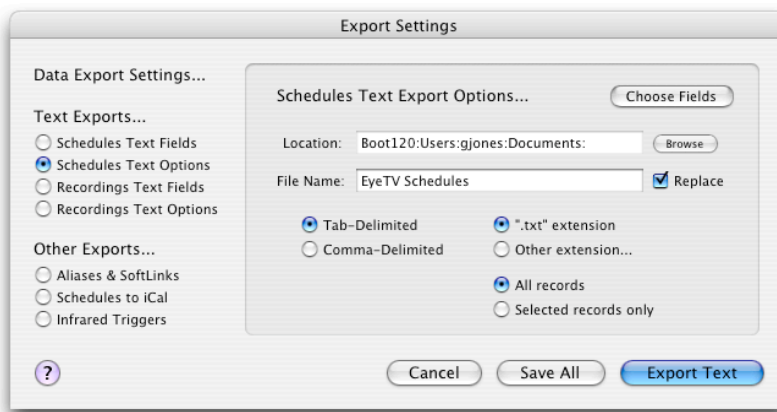 Export Settings
Data Export Settings...
Text Exports...
Schedules Text Fields
Schedules Text Options
Recordings Text Fields
Recordings Text Options
Other Exports...
Aliases & SoftLinks
Schedules to iCal
Infrared Triggers
?
Schedules Text Export Options...
Choose Fields
Location: Boot120:Users:gjones:Documents: Browse
File Name: EyeTV Schedules Replace
Tab-Delimited
Comma-Delimited
".txt" extension
Other extension...
All records
Selected records only
Cancel Save All Export Text